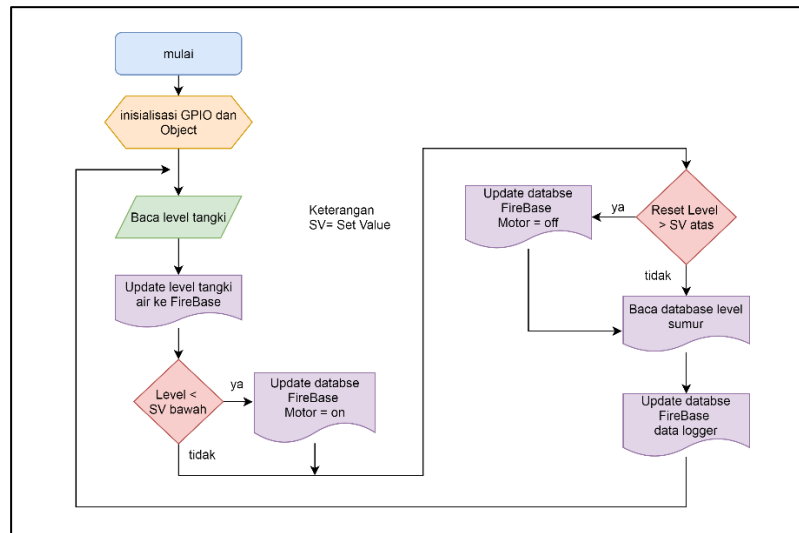 mulai
inisialisasi GPIO dan
Object
Baca level tangki
Keterangan
SV= Set Value
Update level tangki
air ke FireBase
Level <
SV bawah
ya
Update databse
FireBase
Motor = on
tidak
Reset Level
> SV atas
ya
Update databse
FireBase
Motor = off
tidak
Baca database level
sumur
Update databse
FireBase
data logger